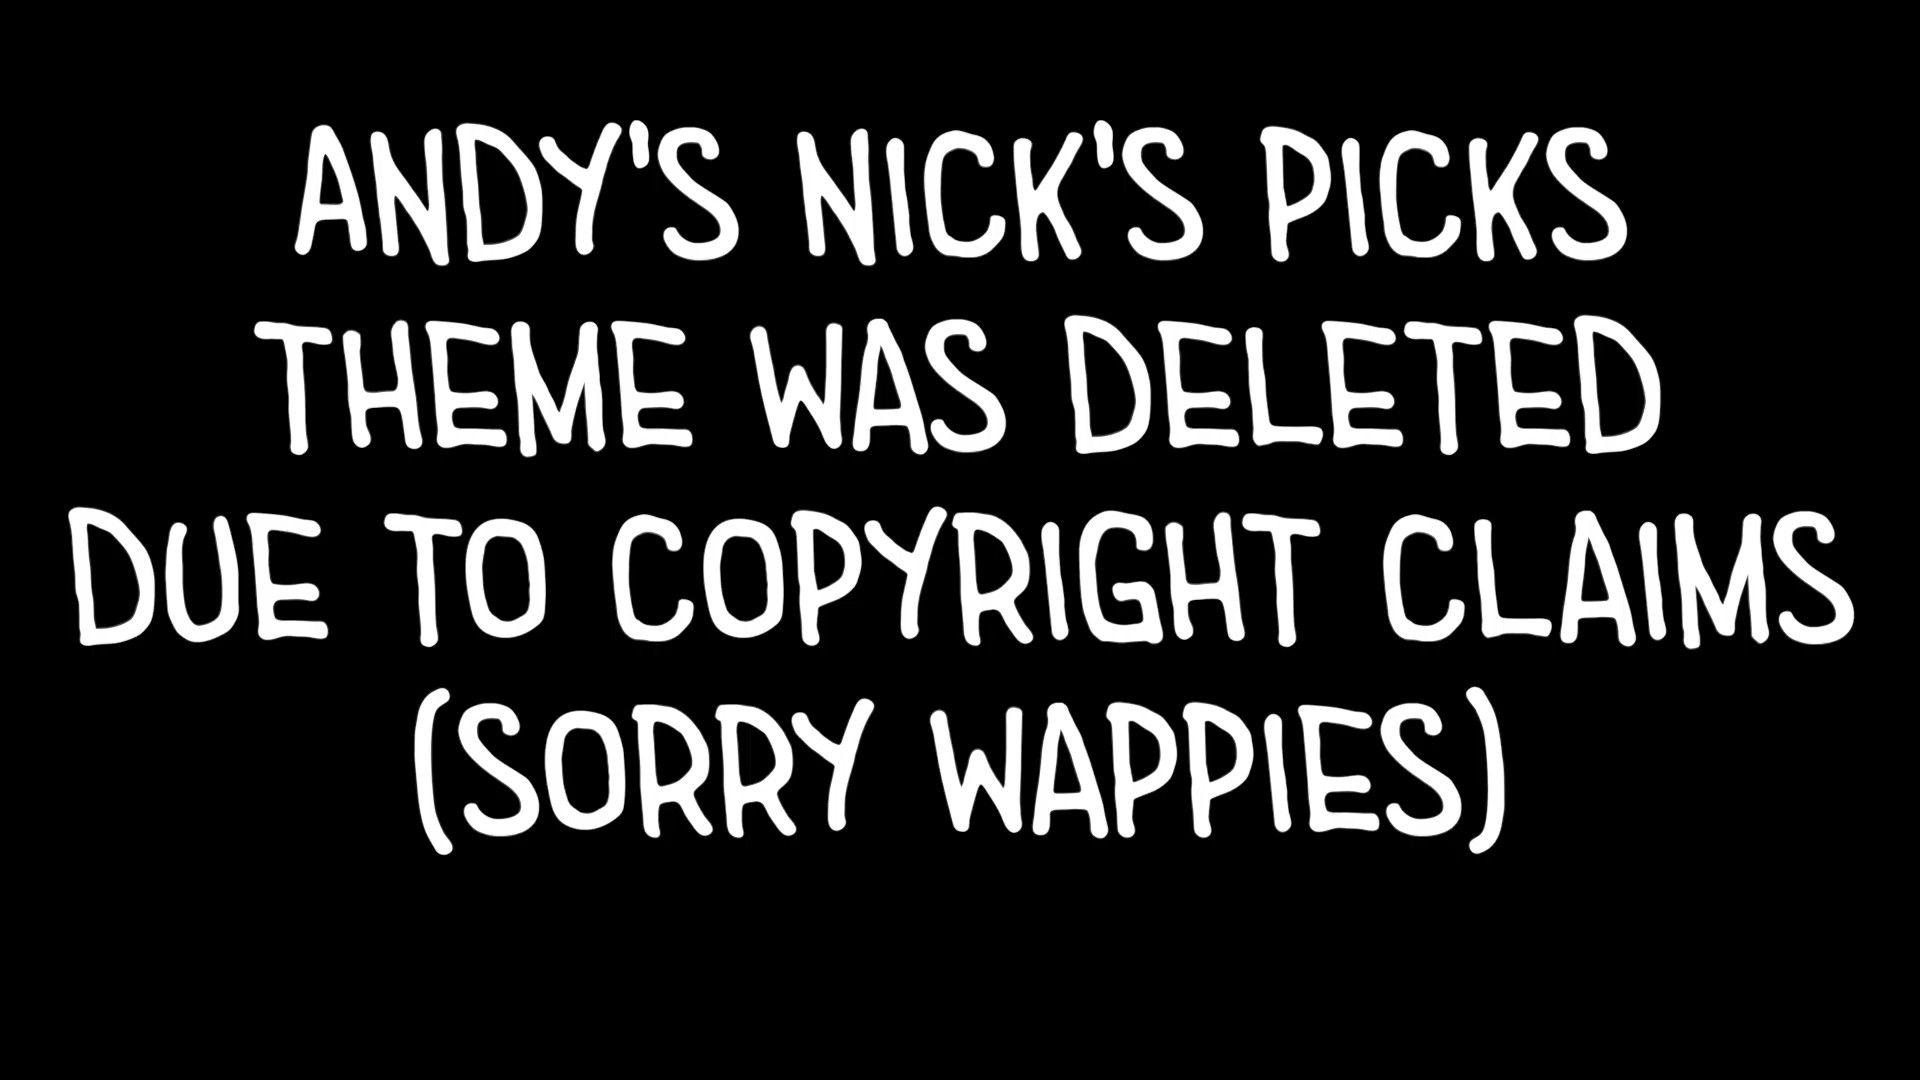 ANDY'S NICK'S PICKS
THEME WAS DELETED
DUE TO COPYRIGHT CLAIMS
(SORRY WAPPIES)